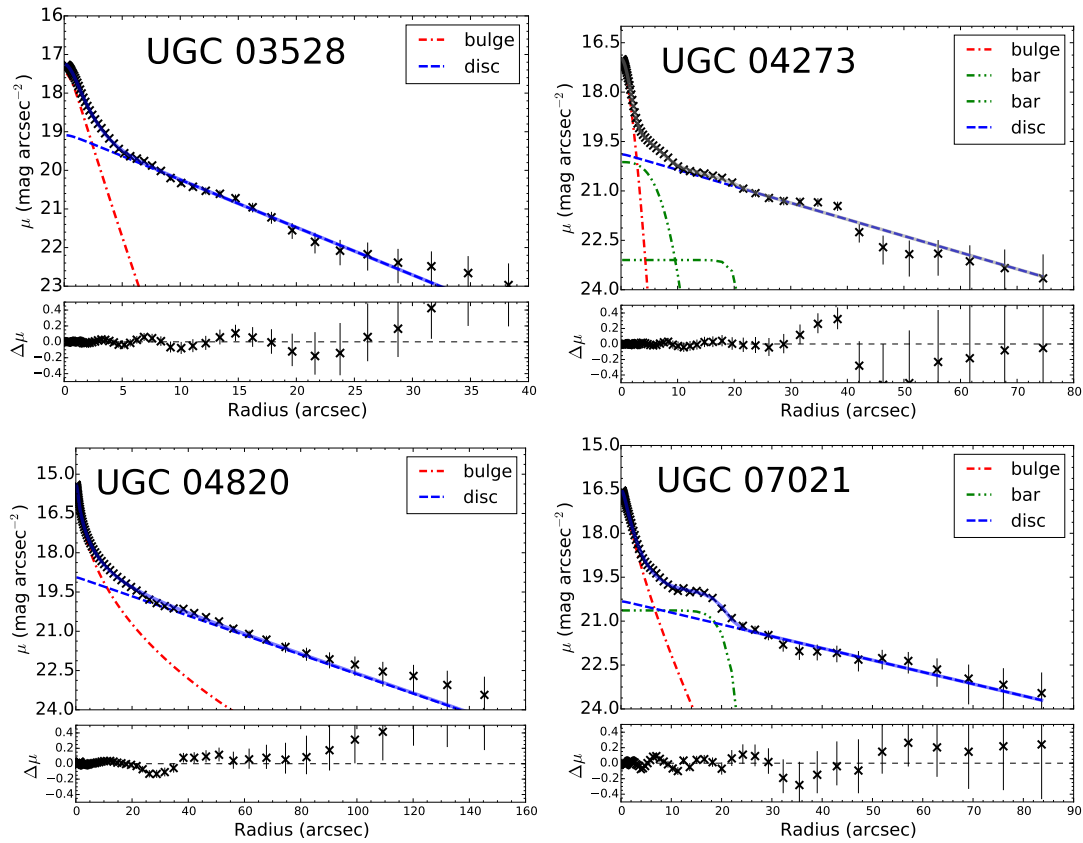 UGC 03528
bulge
disc
16
17
18
19
20
21
22
23
μ (mag arcsec−2)
0.4
0.2
0.0
−0.2
−0.4
Δμ
0 5 10 15 20 25 30 35 40
Radius (arcsec)
UGC 04273
bulge
bar
bar
disc
16.5
18.0
19.5
21.0
22.5
24.0
μ (mag arcsec−2)
0.4
0.2
0.0
−0.2
−0.4
Δμ
0 10 20 30 40 50 60 70 80
Radius (arcsec)
UGC 04820
bulge
disc
15.0
16.5
18.0
19.5
21.0
22.5
24.0
μ (mag arcsec−2)
0.4
0.2
0.0
−0.2
−0.4
Δμ
0 20 40 60 80 100 120 140 160
Radius (arcsec)
UGC 07021
bulge
bar
disc
15.0
16.5
18.0
19.5
21.0
22.5
24.0
μ (mag arcsec−2)
0.4
0.2
0.0
−0.2
−0.4
Δμ
0 10 20 30 40 50 60 70 80 90
Radius (arcsec)